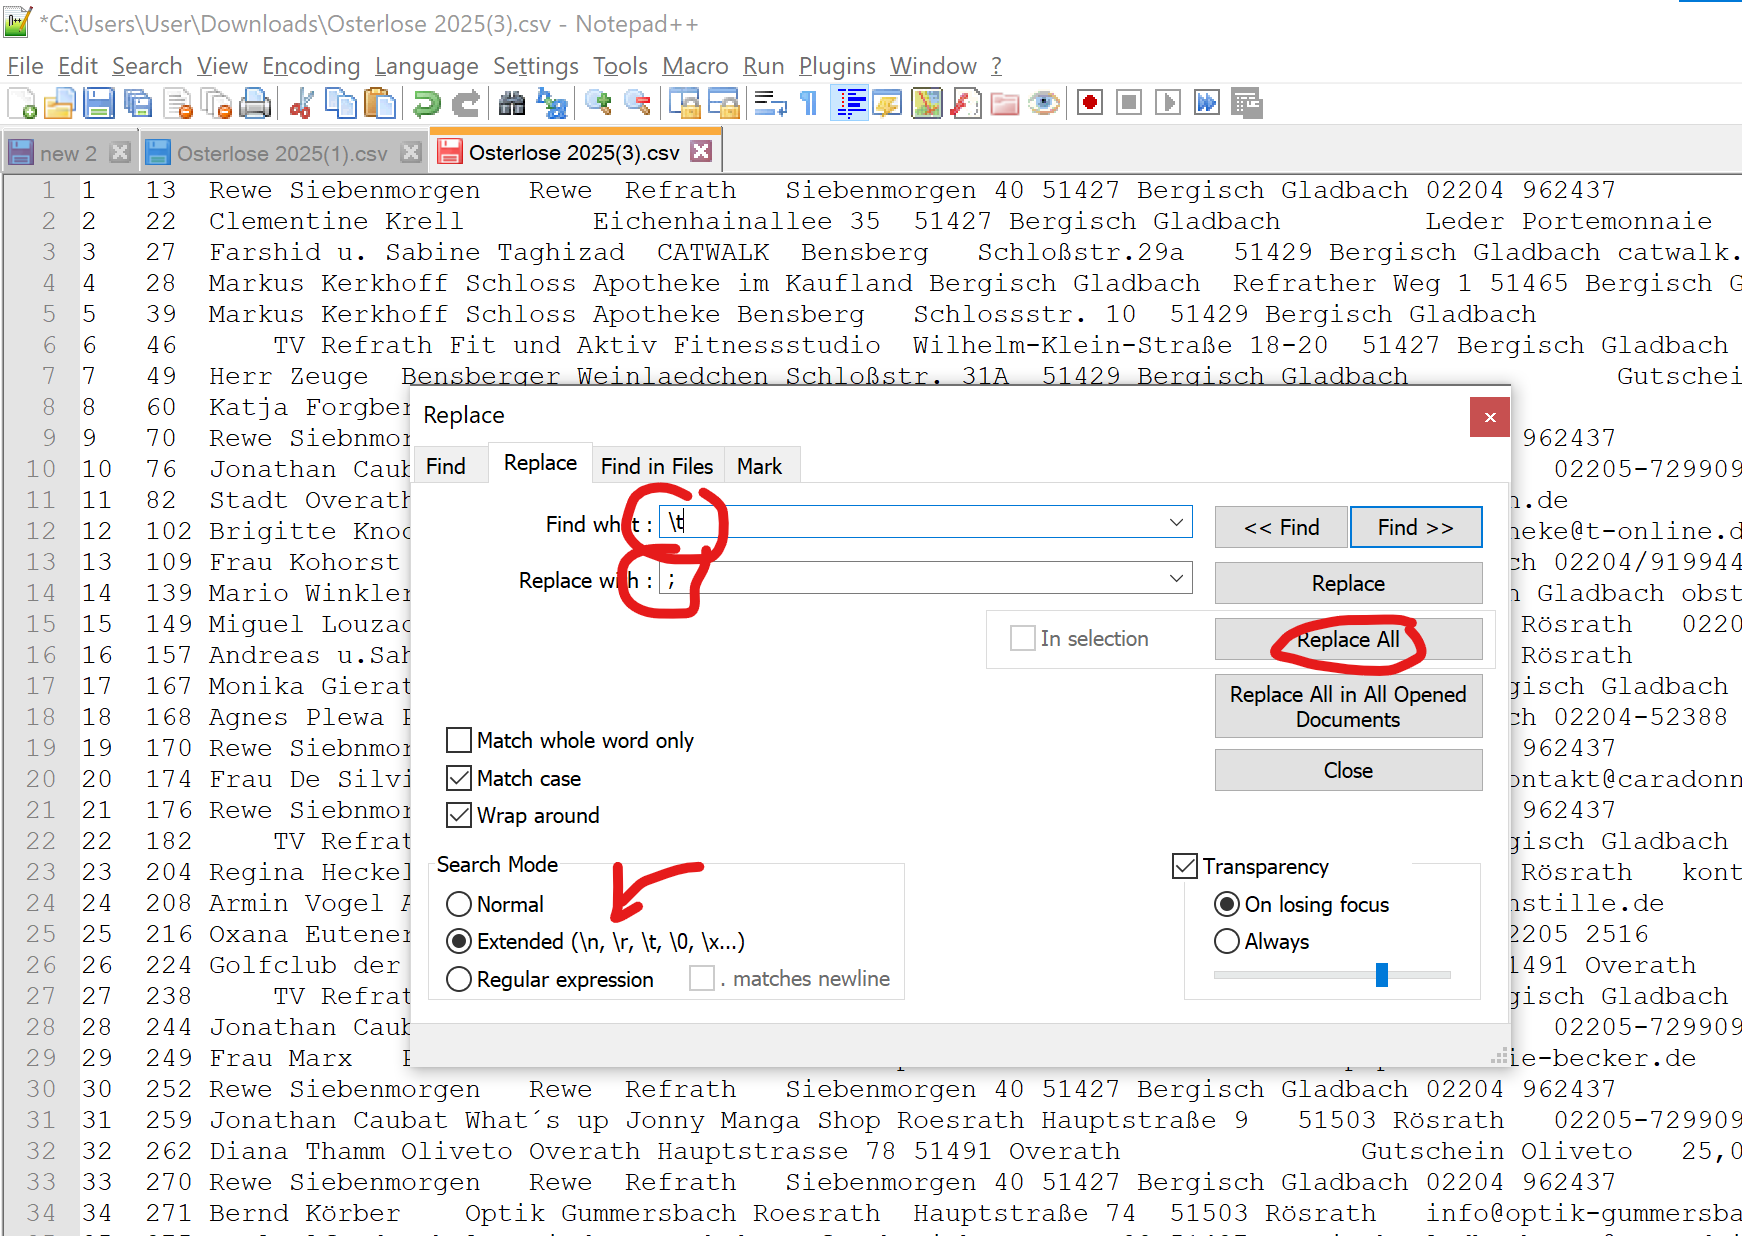 *C:\Users\User\Downloads\Osterlose 2025(3).csv - Notepad++
File Edit Search View Encoding Language Settings Tools Macro Run Plugins Window ?
new 2 Osterlose 2025(1).csv Osterlose 2025(3).csv
1 1 13 Rewe Siebenmorgen Rewe Refrath Siebenmorgen 40 51427 Bergisch Gladbach 02204 962437
2 2 22 Clementine Krell Eichenhainallee 35 51427 Bergisch Gladbach Leder Portemonnaie
3 3 27 Farshid u. Sabine Taghizad CATWALK Bensberg Schloßstr.29a 51429 Bergisch Gladbach catwalk.
4 4 28 Markus Kerkhoff Schloss Apotheke im Kaufland Bergisch Gladbach Refrather Weg 1 51465 Bergisch G
5 5 39 Markus Kerkhoff Schloss Apotheke Bensberg Schlossstr. 10 51429 Bergisch Gladbach
6 6 46 TV Refrath Fit und Aktiv Fitnessstudio Wilhelm-Klein-Straße 18-20 51427 Bergisch Gladbach
7 7 49 Herr Zeuge Bensberger Weinlaedchen Schloßstr. 31A 51429 Bergisch Gladbach Gutschei
8 8 60 Katja Forgber
9 9 70 Rewe Siebnmor 962437
10 10 76 Jonathan Caub 02205-729909
11 11 82 Stadt Overath n.de
12 12 102 Brigitte Knoc heke@t-online.d
13 13 109 Frau Kohorst ch 02204/919944
14 14 139 Mario Winkler n Gladbach obst
15 15 149 Miguel Louzac Rösrath 0220
16 16 157 Andreas u.Sah Rösrath
17 17 167 Monika Gierat gisch Gladbach
18 18 168 Agnes Plewa ch 02204-52388
19 19 170 Rewe Siebnmor 962437
20 20 174 Frau De Silvi ontakt@caradonn
21 21 176 Rewe Siebnmor 962437
22 22 182 TV Refrat gisch Gladbach
23 23 204 Regina Heckel Rösrath kont
24 24 208 Armin Vogel nstille.de
25 25 216 Oxana Eutener 2205 2516
26 26 224 Golfclub der 1491 Overath
27 27 238 TV Refrat gisch Gladbach
28 28 244 Jonathan Caub 02205-729909
29 29 249 Frau Marx ie-becker.de
30 30 252 Rewe Siebenmorgen Rewe Refrath Siebenmorgen 40 51427 Bergisch Gladbach 02204 962437
31 31 259 Jonathan Caubat What´s up Jonny Manga Shop Roesrath Hauptstraße 9 51503 Rösrath 02205-729909
32 32 262 Diana Thamm Oliveto Overath Hauptstrasse 78 51491 Overath Gutschein Oliveto 25,0
33 33 270 Rewe Siebenmorgen Rewe Refrath Siebenmorgen 40 51427 Bergisch Gladbach 02204 962437
34 34 271 Bernd Körber Optik Gummersbach Roesrath Hauptstraße 74 51503 Rösrath info@optik-gummersba
Replace
Find Replace Find in Files Mark
Find what : \t
<< Find Find >>
Replace with : ;
Replace
In selection
Replace All
Replace All in All Opened
Documents
Close
Match whole word only
Match case
Wrap around
Search Mode
Normal
Extended (\n, \r, \t, \0, \x...)
Regular expression . matches newline
Transparency
On losing focus
Always